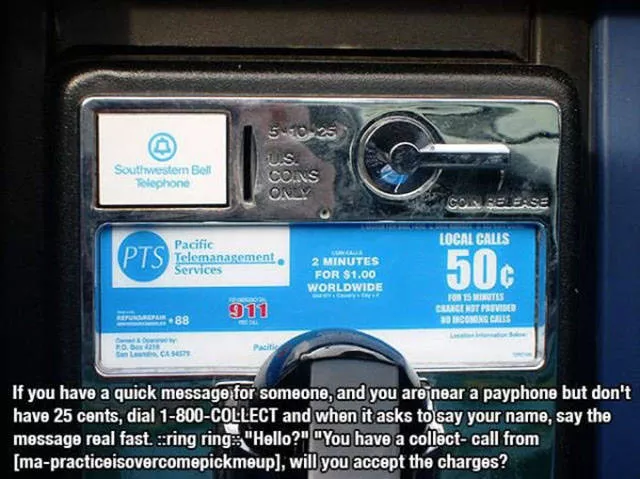 Southwestern Bell
Telephone
5•10•25
U.S.
COINS
ONLY
COIN RELEASE
PTS
Pacific
Telemanagement
Services
2 MINUTES
FOR $1.00
WORLDWIDE
LOCAL CALLS
50¢
FOR 15 MINUTES
CHANGE NOT PROVIDED
NO INCOMING CALLS
REFUND/REPAIR
*88
911
Owned & Operated by:
P.O. Box 4218
San Leandro, CA 94579
Pacific
Location Information Below:
If you have a quick message for someone, and you are near a payphone but don't
have 25 cents, dial 1-800-COLLECT and when it asks to say your name, say the
message real fast. ::ring ring:: "Hello?" "You have a collect- call from
[ma-practiceisovercomepickmeup], will you accept the charges?